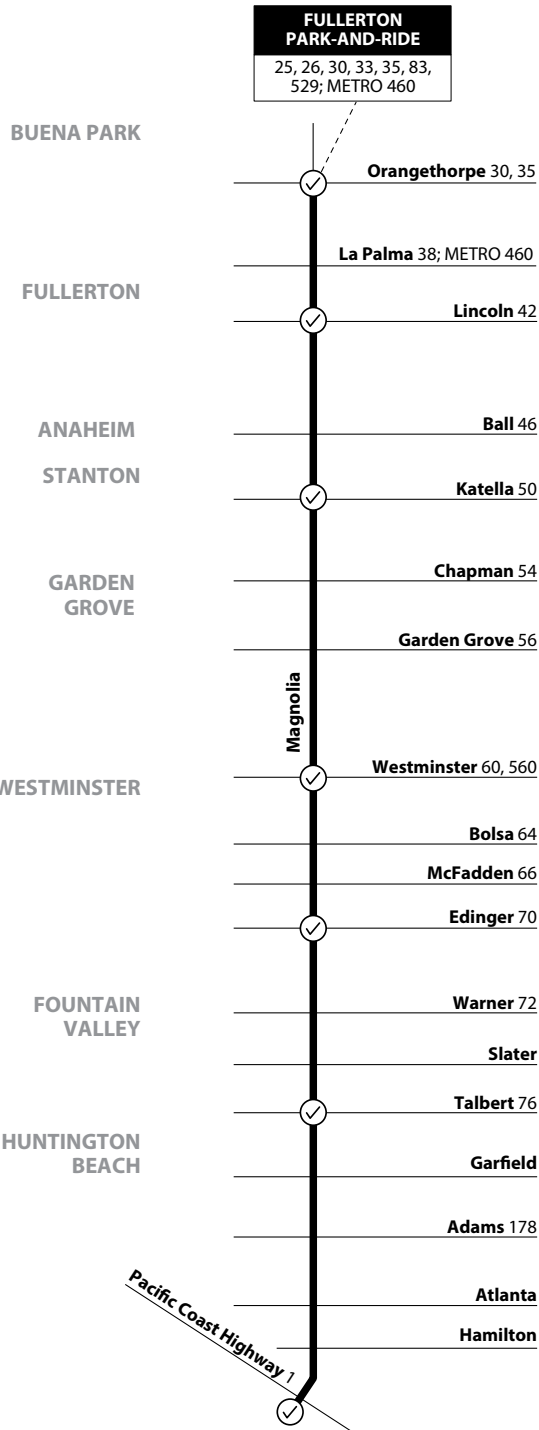 FULLERTON
PARK-AND-RIDE
25, 26, 30, 33, 35, 83,
529; METRO 460
BUENA PARK
Orangethorpe 30, 35
La Palma 38; METRO 460
FULLERTON
Lincoln 42
Ball 46
ANAHEIM
STANTON
Katella 50
Chapman 54
GARDEN
GROVE
Garden Grove 56
Magnolia
Westminster 60, 560
WESTMINSTER
Bolsa 64
McFadden 66
Edinger 70
Warner 72
FOUNTAIN
VALLEY
Slater
Talbert 76
HUNTINGTON
BEACH
Garfield
Adams 178
Atlanta
Pacific Coast Highway 1
Hamilton